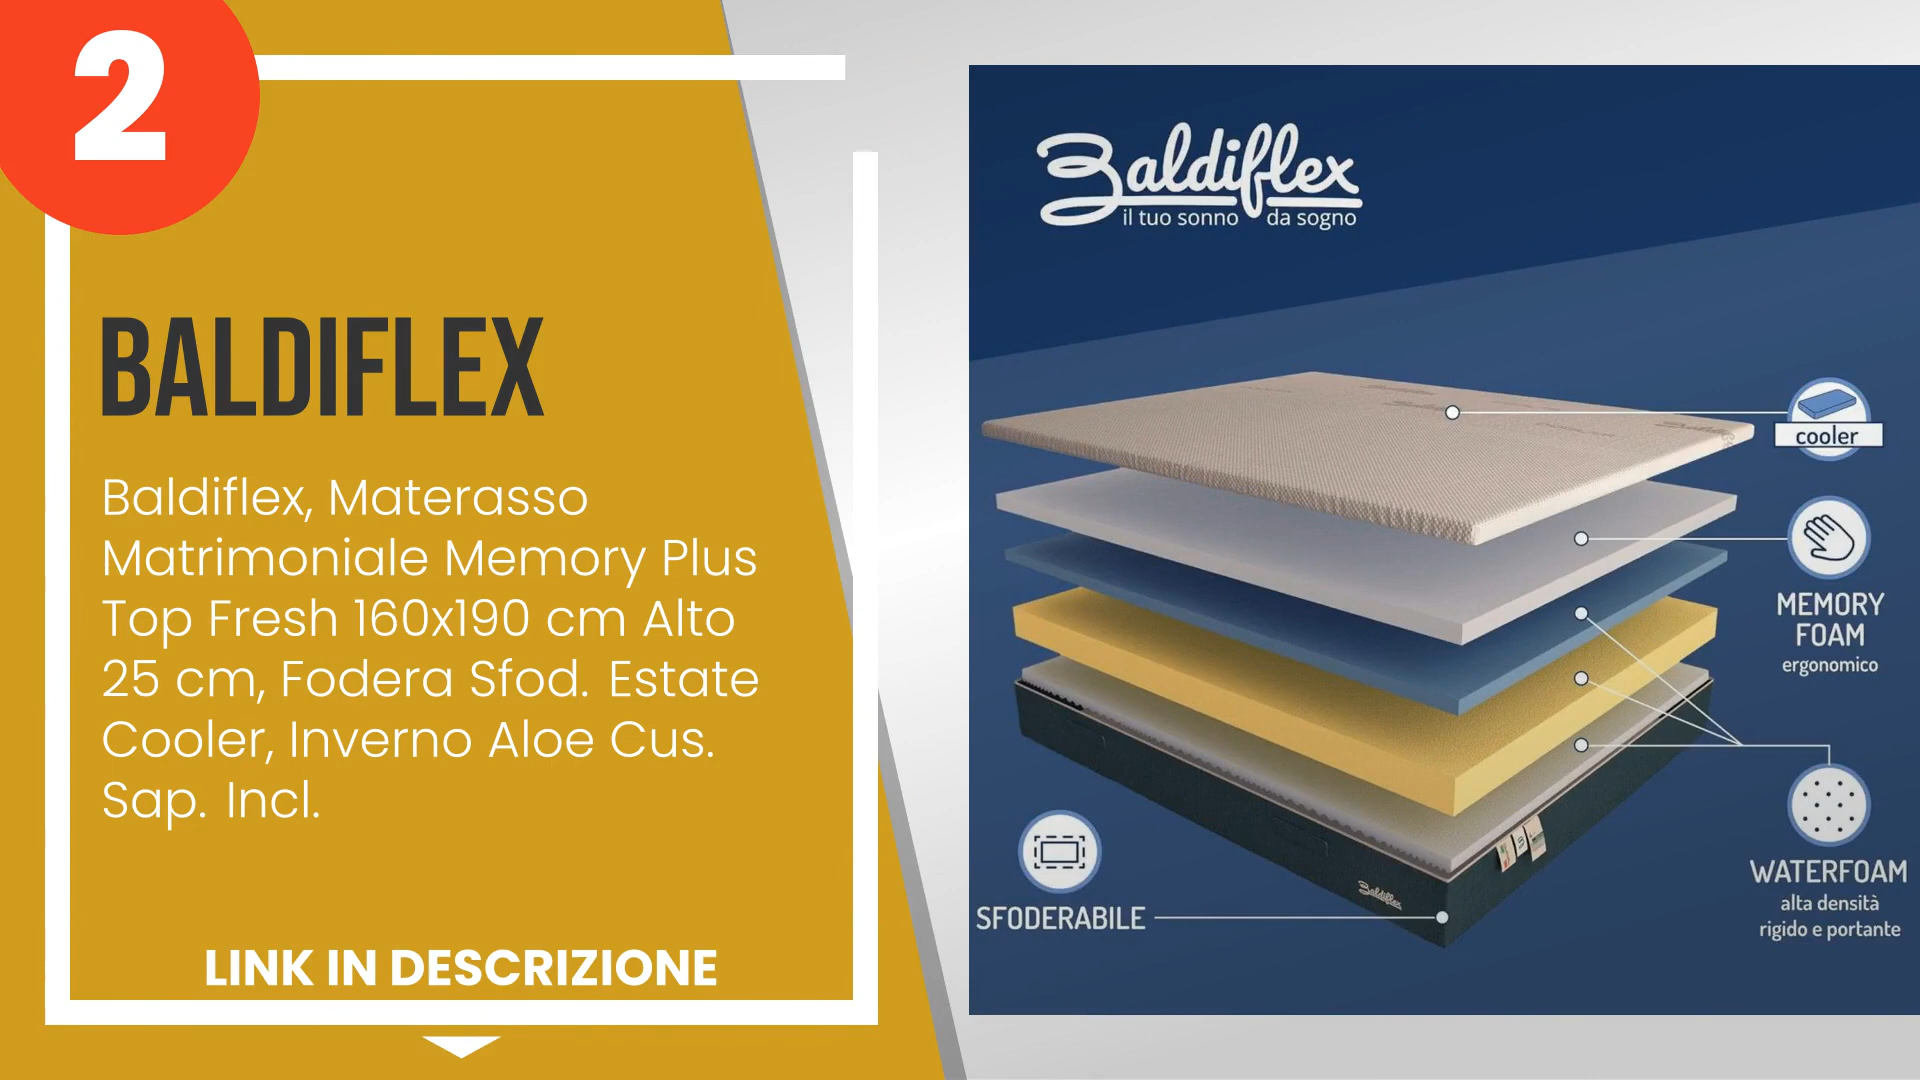 2
BALDIFLEX
Baldiflex, Materasso
Matrimoniale Memory Plus
Top Fresh 160x190 cm Alto
25 cm, Fodera Sfod. Estate
Cooler, Inverno Aloe Cus.
Sap. Incl.
LINK IN DESCRIZIONE
Baldiflex
il tuo sonno da sogno
cooler
MEMORY
FOAM
ergonomico
WATERFOAM
alta densità
rigido e portante
SFODERABILE
Baldiflex